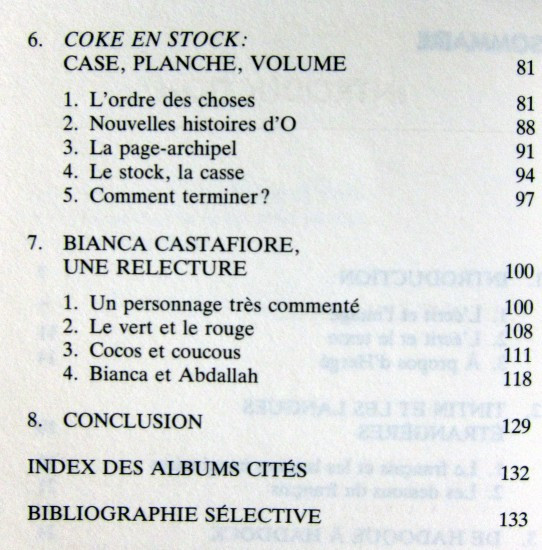 6. COKE EN STOCK :
CASE, PLANCHE, VOLUME 81
1. L'ordre des choses 81
2. Nouvelles histoires d'O 88
3. La page-archipel 91
4. Le stock, la casse 94
5. Comment terminer ? 97
7. BIANCA CASTAFIORE,
UNE RELECTURE 100
1. Un personnage très commenté 100
2. Le vert et le rouge 108
3. Cocos et coucous 111
4. Bianca et Abdallah 118
8. CONCLUSION 129
INDEX DES ALBUMS CITÉS 132
BIBLIOGRAPHIE SÉLECTIVE 133